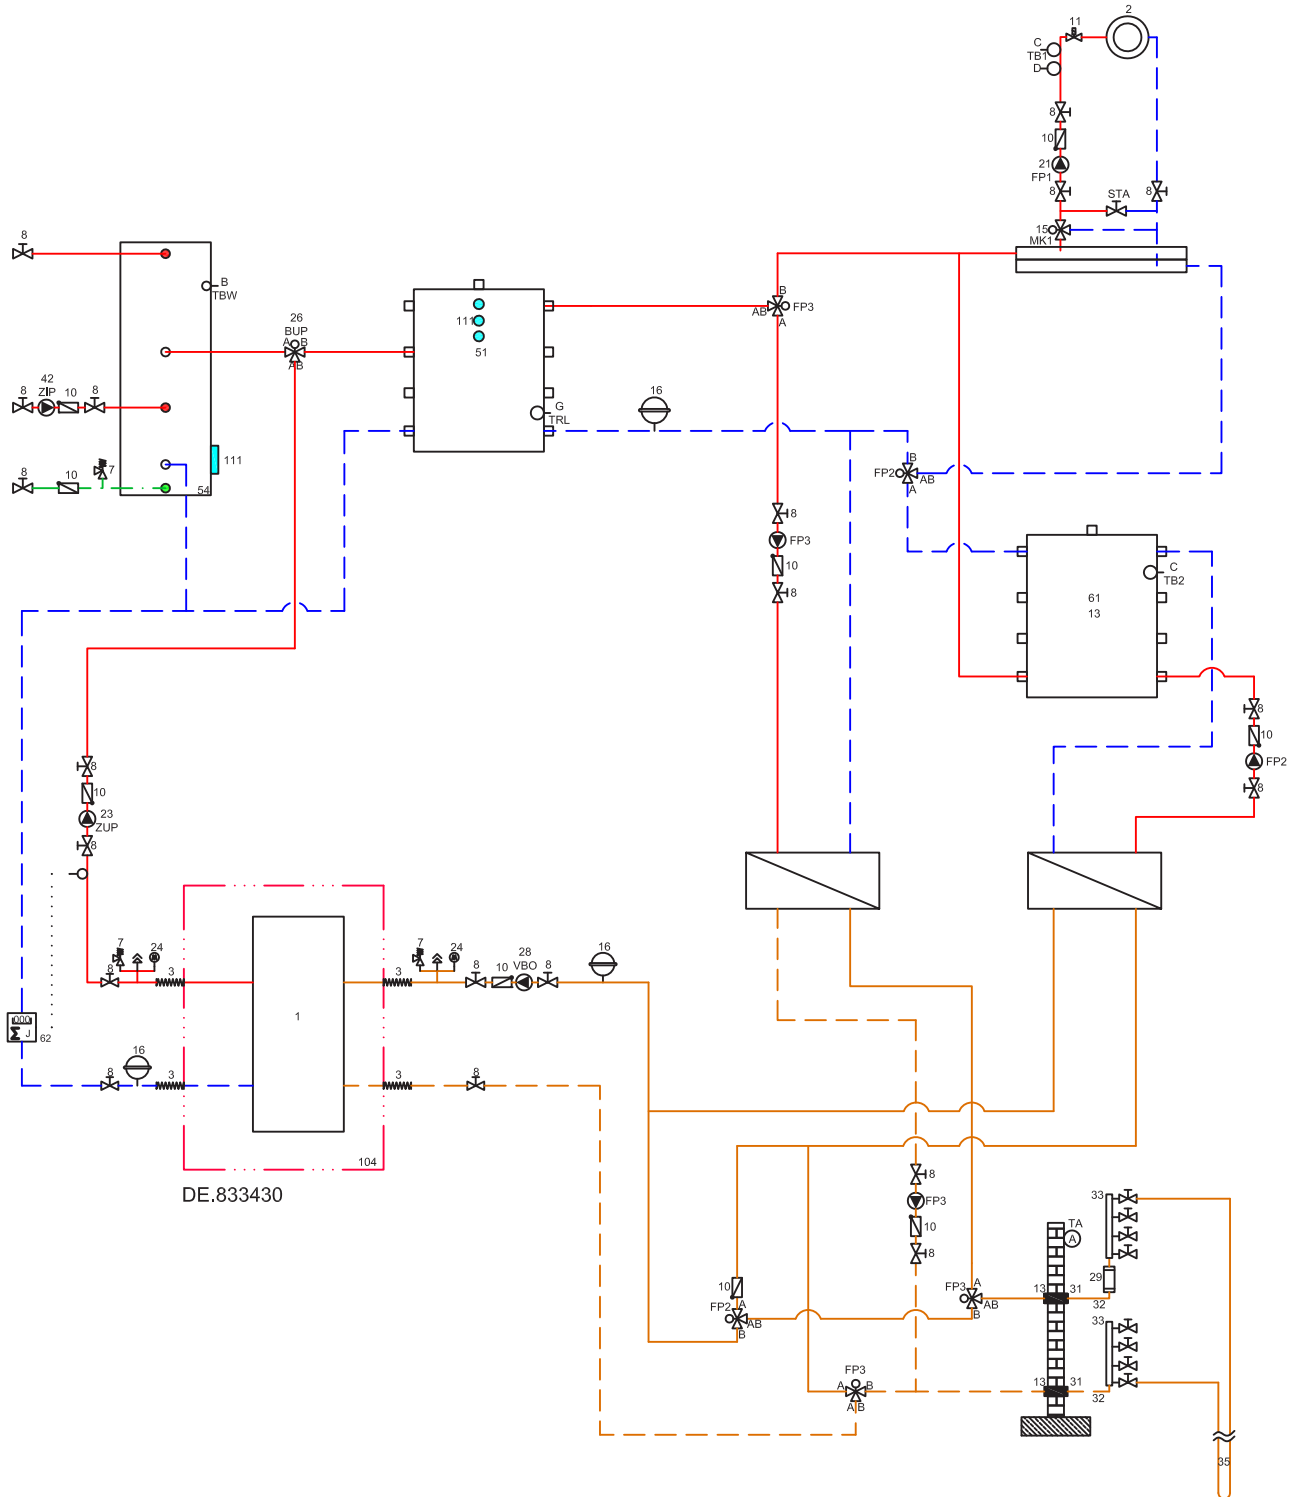 2
11
C
TB1
D
8
10
21
FP1
8
STA
8
15
MK1
8
B
TBW
26
BUP
A B
AB
111
51
B
AB
FP3
A
42
8
ZIP
10
8
16
G
TRL
8
10
7
111
54
B
FP2
AB
A
8
FP3
10
8
C
TB2
61
13
8
10
FP2
8
8
10
23
ZUP
8
7
24
8
3
7
24
3
8
10
28
VBO
8
16
1
000
Σ J
62
16
8
3
3
8
104
DE.833430
8
FP3
10
8
33
TA
A
29
10
FP2
A
AB
B
FP3
A
AB
B
13
31
32
33
FP3
A
B
AB
13
31
32
35